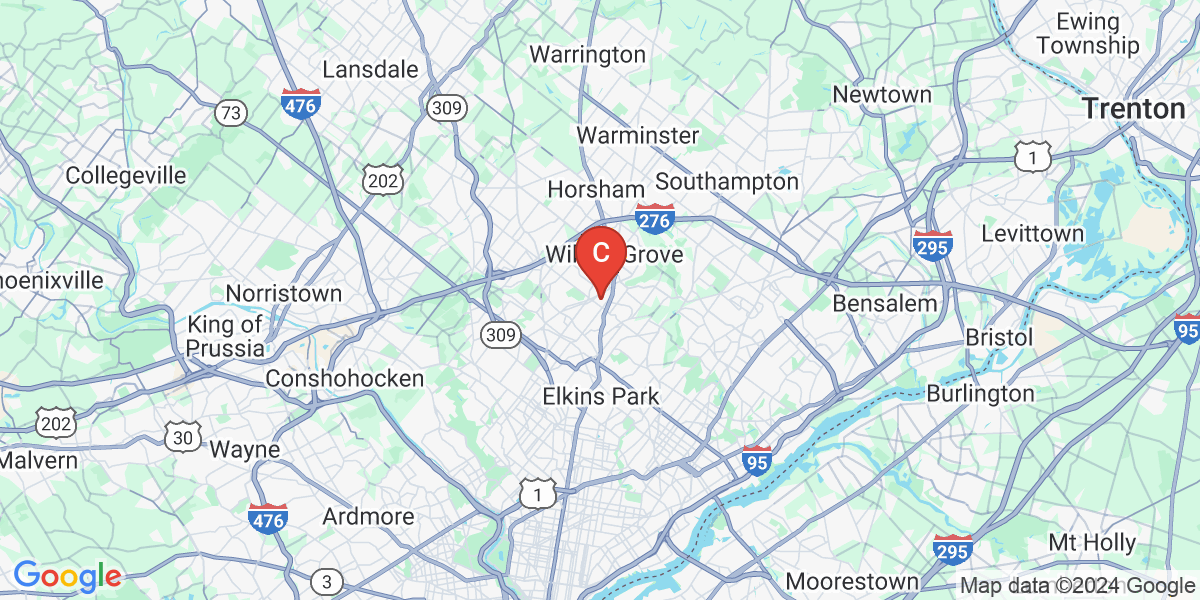 Ewing
Township
Warrington
Lansdale
Newtown
Trenton
476
309
73
Warminster
1
Collegeville
202
Horsham
Southampton
276
295
Levittown
Grove
Norristown
Bensalem
King of
Prussia
309
95
Bristol
Conshohocken
Elkins Park
Burlington
202
30
Wayne
Malvern
95
1
476
Ardmore
295
Mt Holly
3
Moorestown
Google
Map data ©2024 Google
C